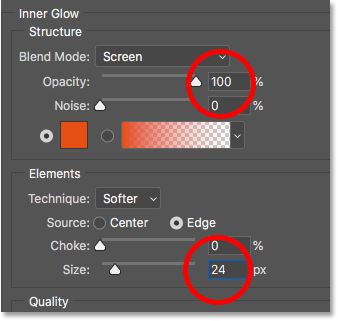 Inner Glow
Structure
Blend Mode: Screen
Opacity: 100 %
Noise: 0 %
Elements
Technique: Softer
Source: Center Edge
Choke: 0 %
Size: 24 px
Quality